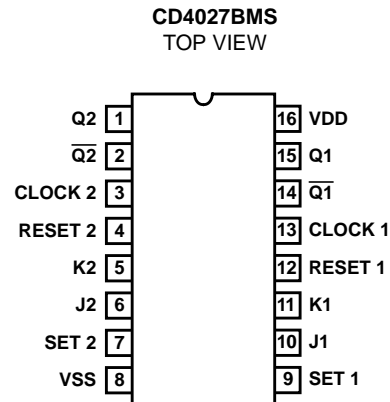 CD4027BMS
TOP VIEW
Q2 1 16 VDD
Q̅2̅ 2 15 Q1
CLOCK 2 3 14 Q̅1̅
RESET 2 4 13 CLOCK 1
K2 5 12 RESET 1
J2 6 11 K1
SET 2 7 10 J1
VSS 8 9 SET 1